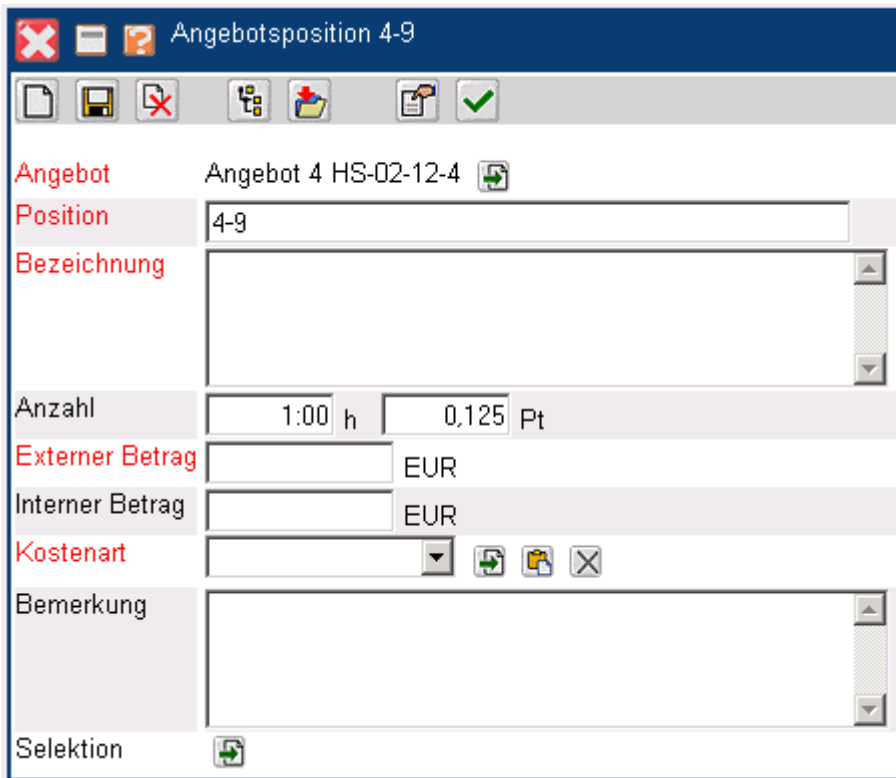 Angebotsposition 4-9
Angebot Angebot 4 HS-02-12-4
Position 4-9
Bezeichnung
Anzahl 1:00 h 0,125 Pt
Externer Betrag EUR
Interner Betrag EUR
Kostenart
Bemerkung
Selektion